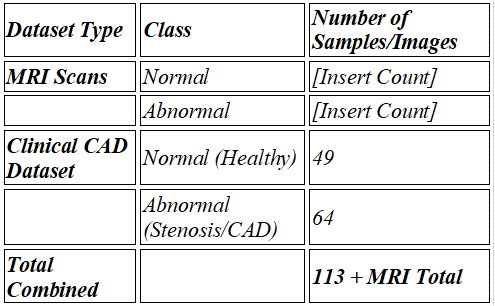 Dataset Type Class Number of
Samples/Images
MRI Scans Normal [Insert Count]
Abnormal [Insert Count]
Clinical CAD
Dataset Normal (Healthy) 49
Abnormal
(Stenosis/CAD) 64
Total
Combined 113 + MRI Total